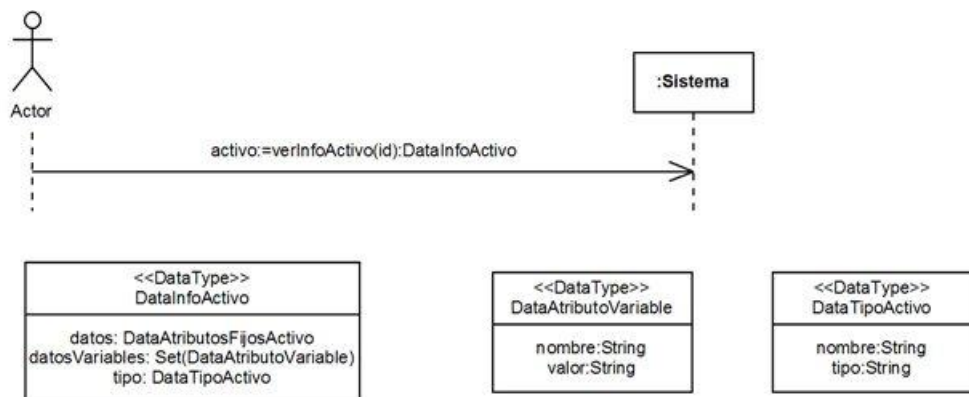 :Sistema
Actor
activo:=verInfoActivo(id):DataInfoActivo
<<DataType>>
DataInfoActivo
datos: DataAtributosFijosActivo
datosVariables: Set(DataAtributoVariable)
tipo: DataTipoActivo
<<DataType>>
DataAtributoVariable
nombre:String
valor:String
<<DataType>>
DataTipoActivo
nombre:String
tipo:String